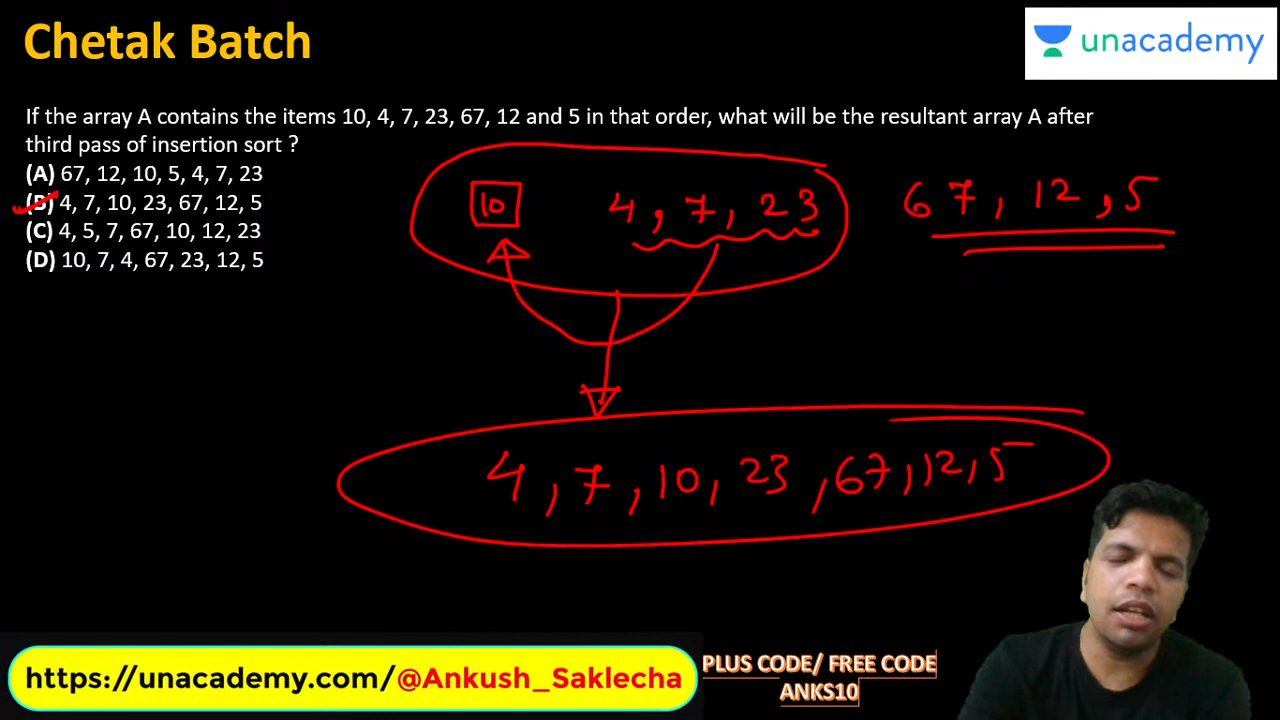 Chetak Batch
unacademy
If the array A contains the items 10, 4, 7, 23, 67, 12 and 5 in that order, what will be the resultant array A after
third pass of insertion sort ?
(A) 67, 12, 10, 5, 4, 7, 23
(B) 4, 7, 10, 23, 67, 12, 5
(C) 4, 5, 7, 67, 10, 12, 23
(D) 10, 7, 4, 67, 23, 12, 5
10 4, 7, 23 67, 12, 5
4, 7, 10, 23, 67, 12, 5
https://unacademy.com/@Ankush_Saklecha
PLUS CODE/ FREE CODE
ANKS10